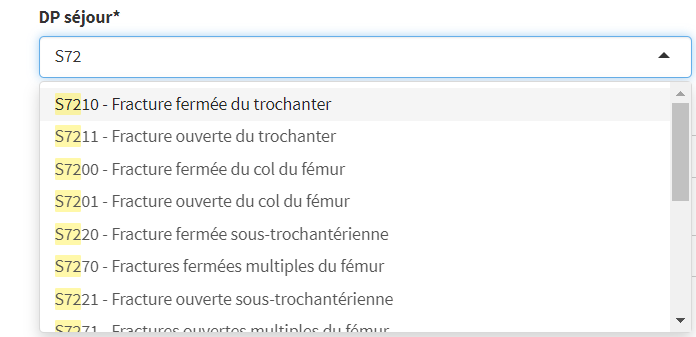 DP séjour*
S72
S7210 - Fracture fermée du trochanter
S7211 - Fracture ouverte du trochanter
S7200 - Fracture fermée du col du fémur
S7201 - Fracture ouverte du col du fémur
S7220 - Fracture fermée sous-trochantérienne
S7270 - Fractures fermées multiples du fémur
S7221 - Fracture ouverte sous-trochantérienne
S7271 - Fractures ouvertes multiples du fémur